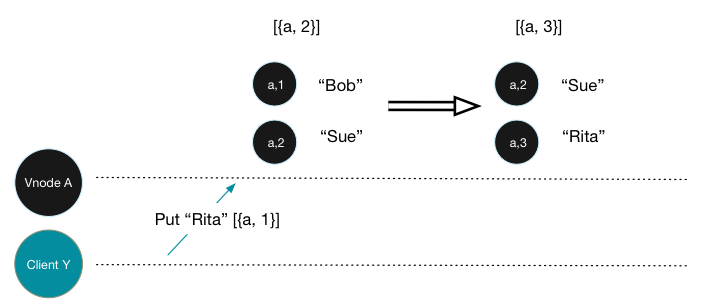 [{a, 2}] [{a, 3}]
a,1 “Bob” a,2 “Sue”
a,2 “Sue” a,3 “Rita”
Vnode A
Put “Rita” [{a, 1}]
Client Y